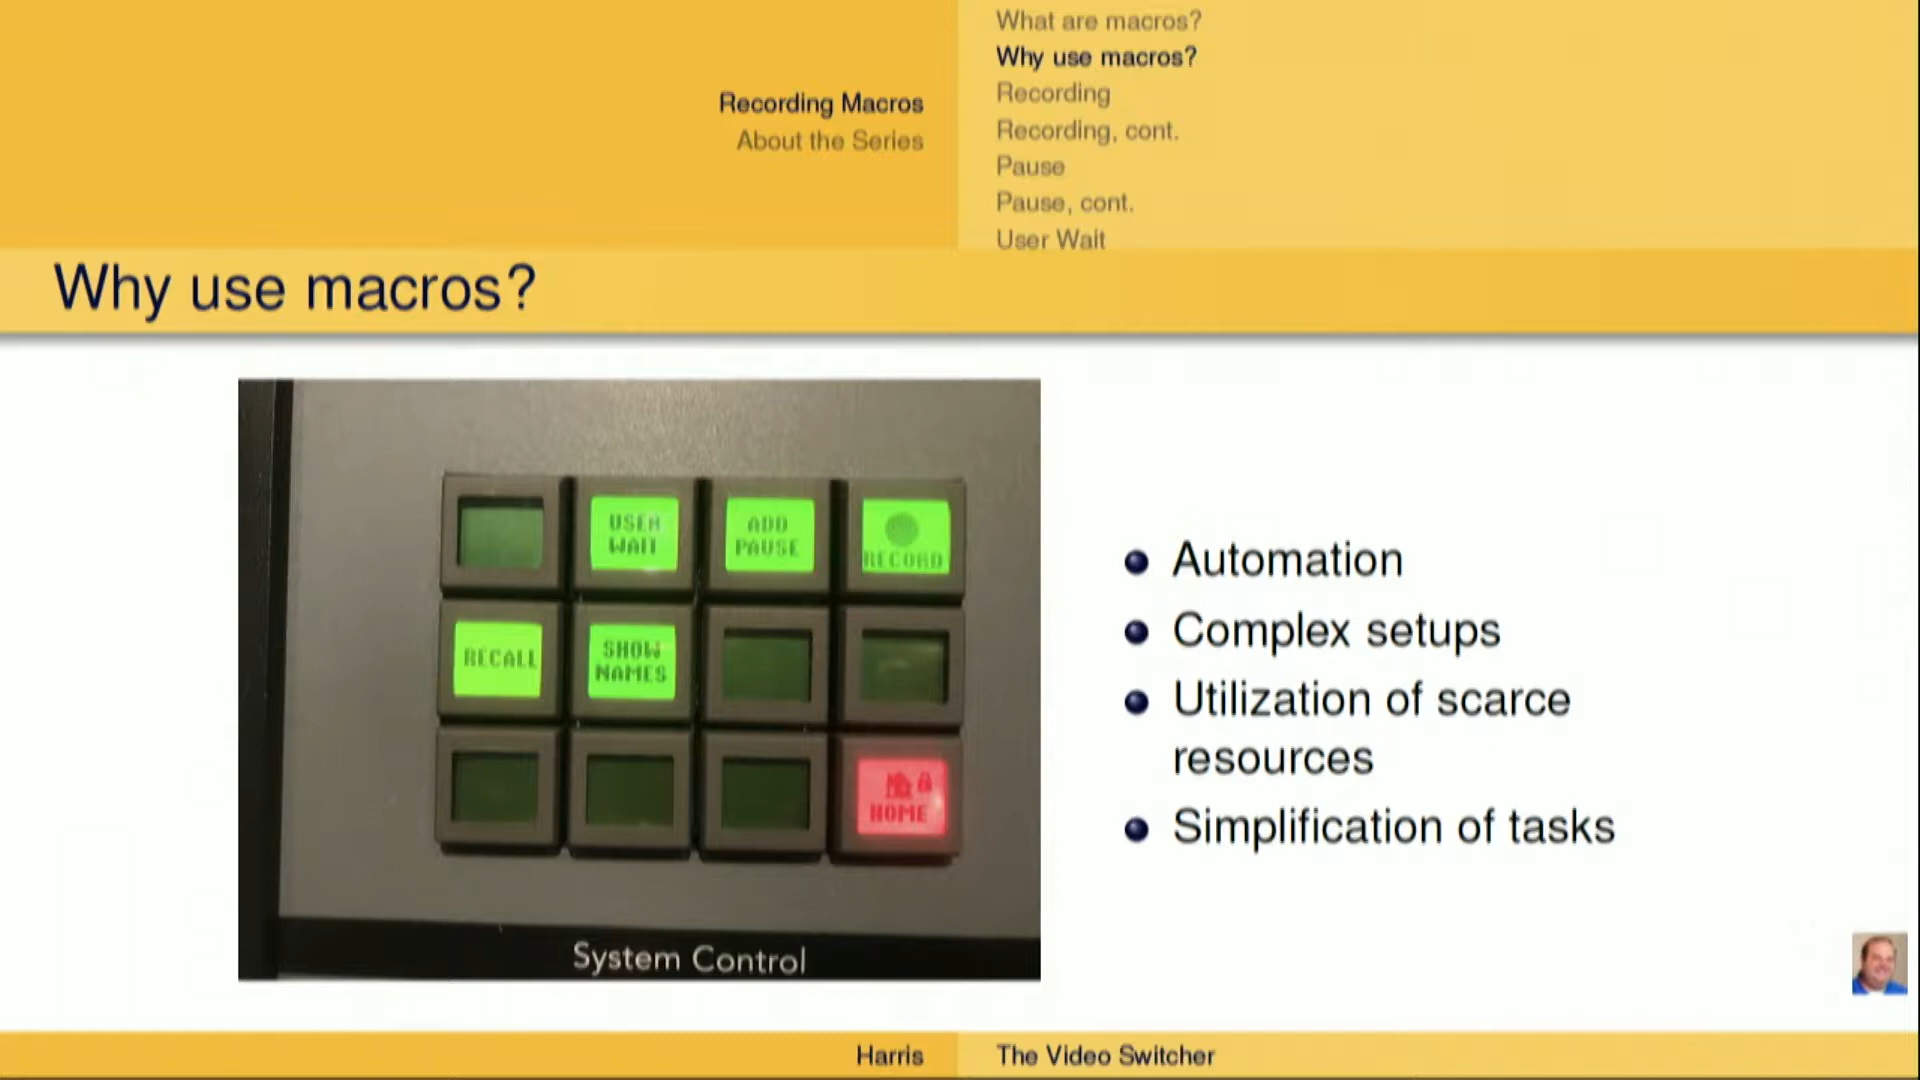 Recording Macros
About the Series
What are macros?
Why use macros?
Recording
Recording, cont.
Pause
Pause, cont.
User Wait
Why use macros?
USER
WAIT
ADD
PAUSE
RECORD
RECALL
SHOW
NAMES
HOME
System Control
Automation
Complex setups
Utilization of scarce
resources
Simplification of tasks
Harris
The Video Switcher